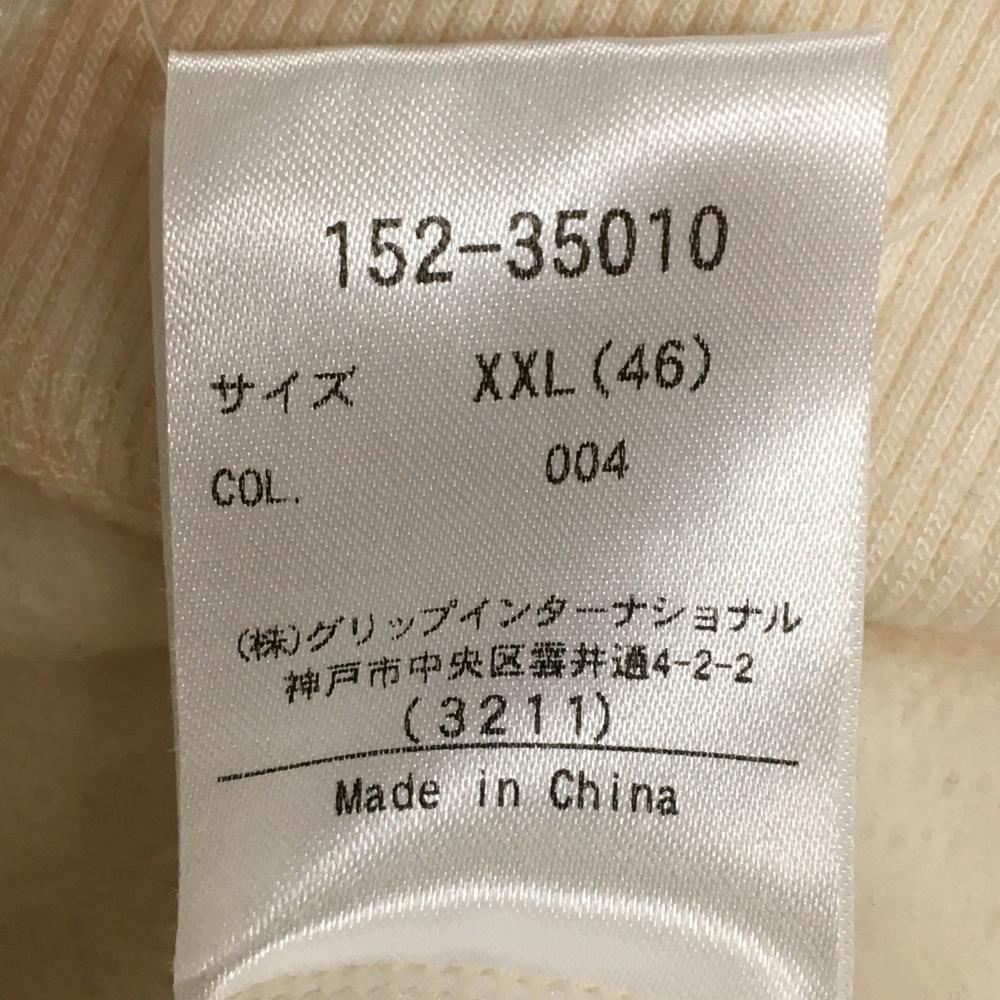 152-35010
サイズ XXL(46)
COL. 004
(株)グリップインターナショナル
神戸市中央区雲井通4-2-2
(3211)
Made in China